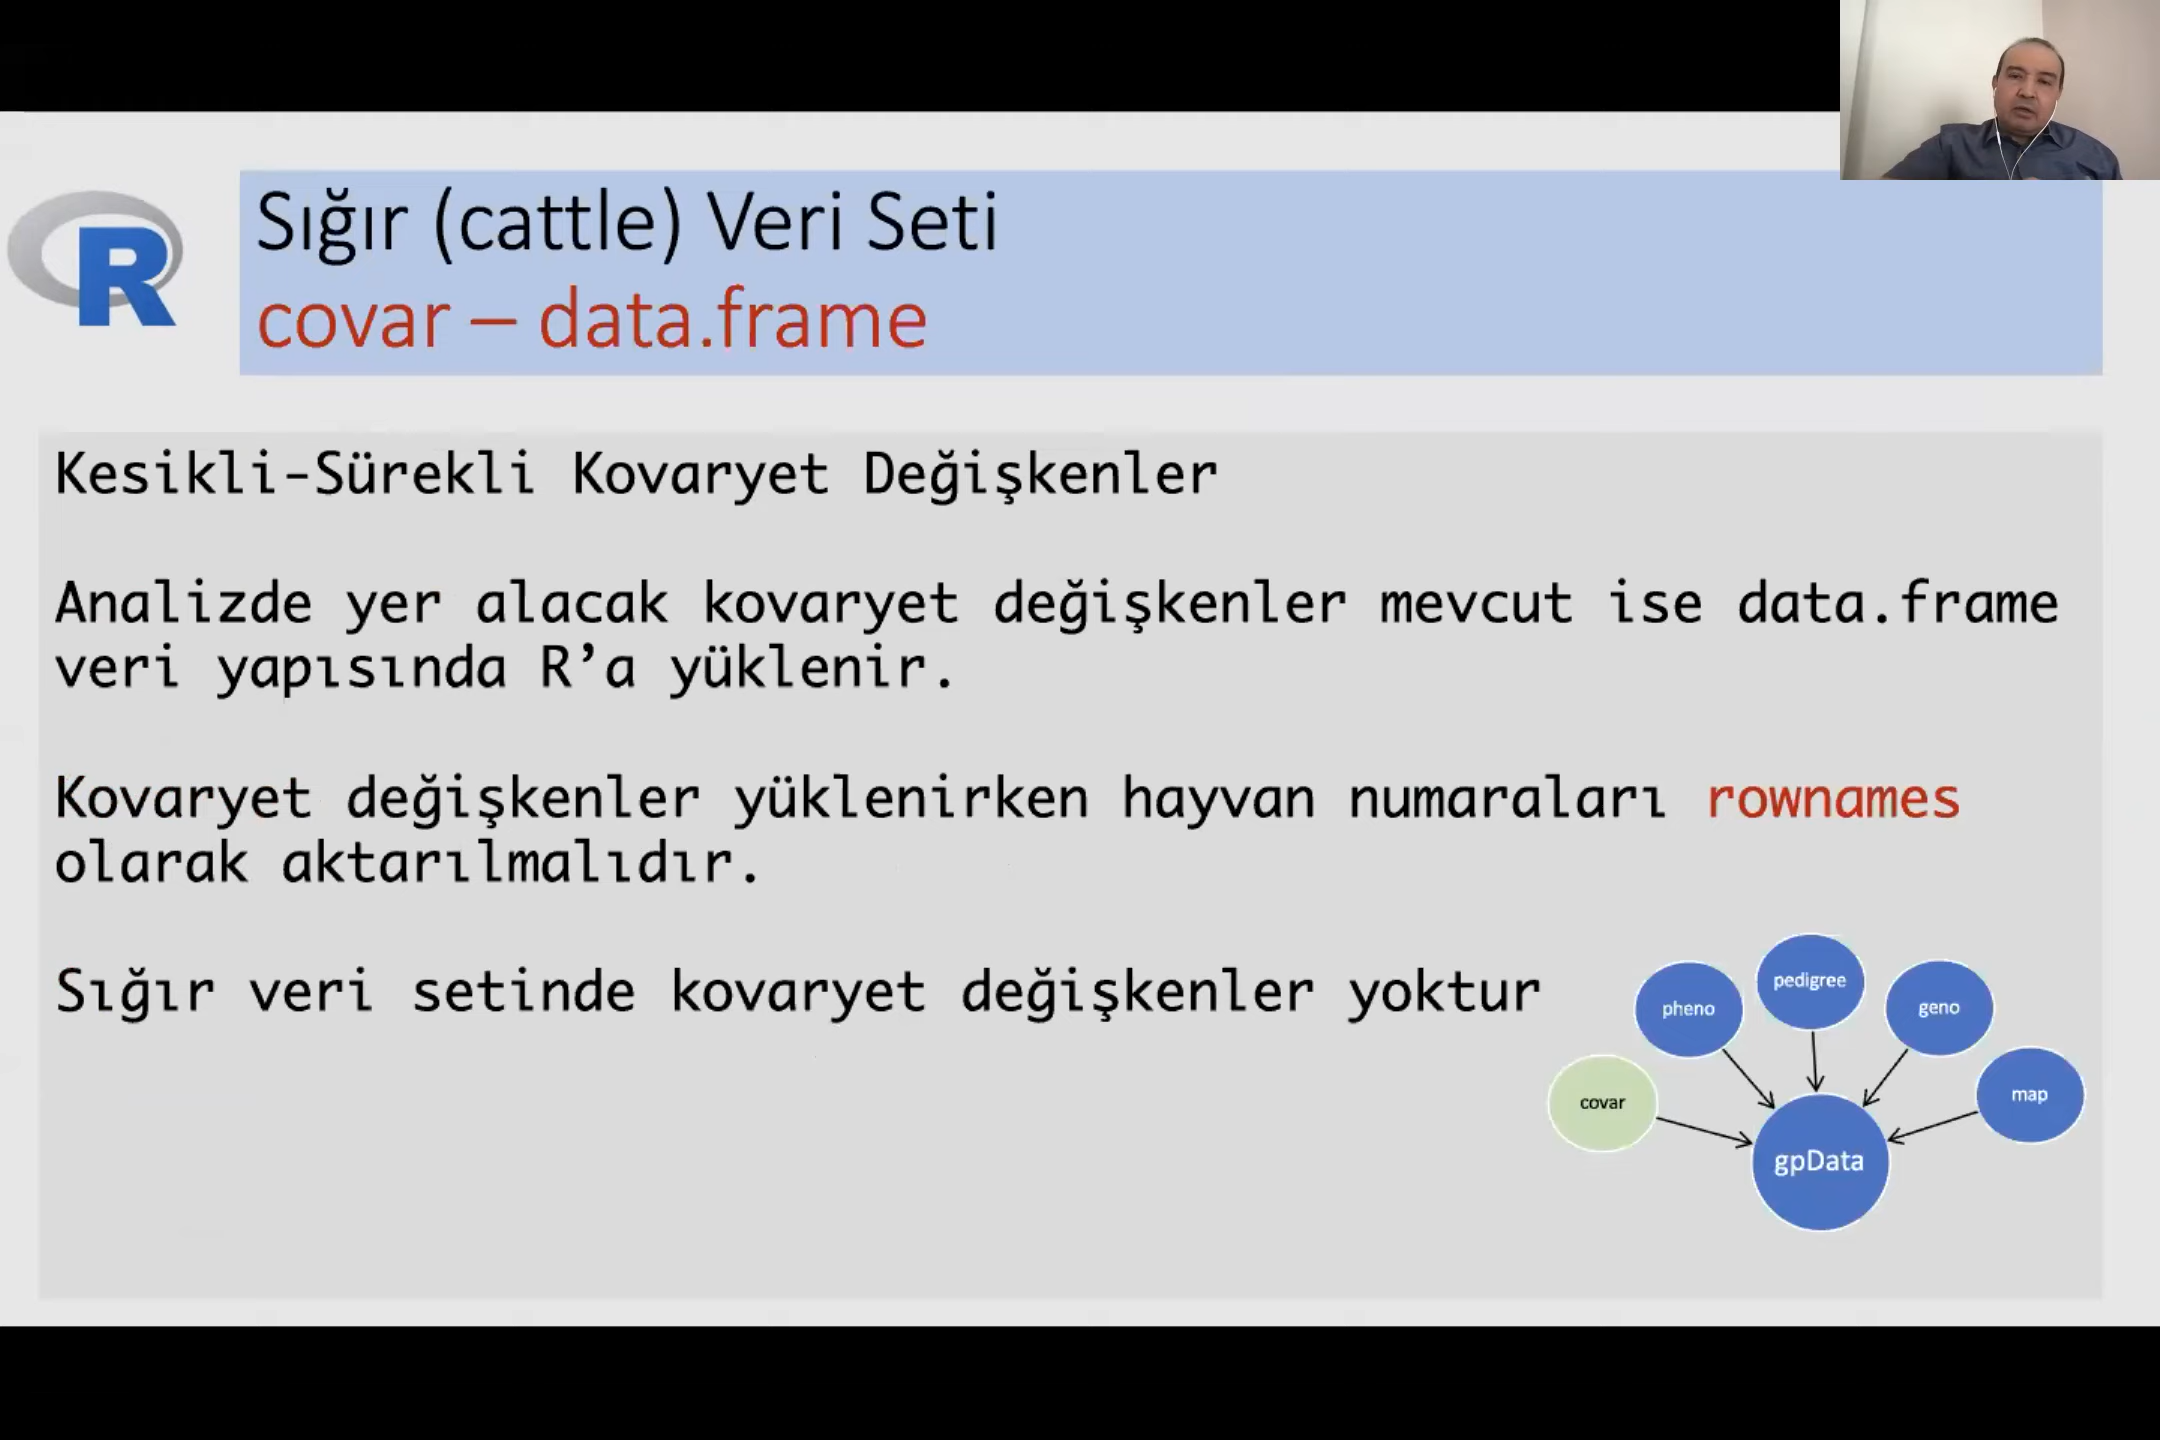 R
Sığır (cattle) Veri Seti
covar – data.frame
Kesikli-Sürekli Kovaryet Değişkenler
Analizde yer alacak kovaryet değişkenler mevcut ise data.frame
veri yapısında R’a yüklenir.
Kovaryet değişkenler yüklenirken hayvan numaraları rownames
olarak aktarılmalıdır.
Sığır veri setinde kovaryet değişkenler yoktur
covar
pheno
pedigree
geno
map
gpData